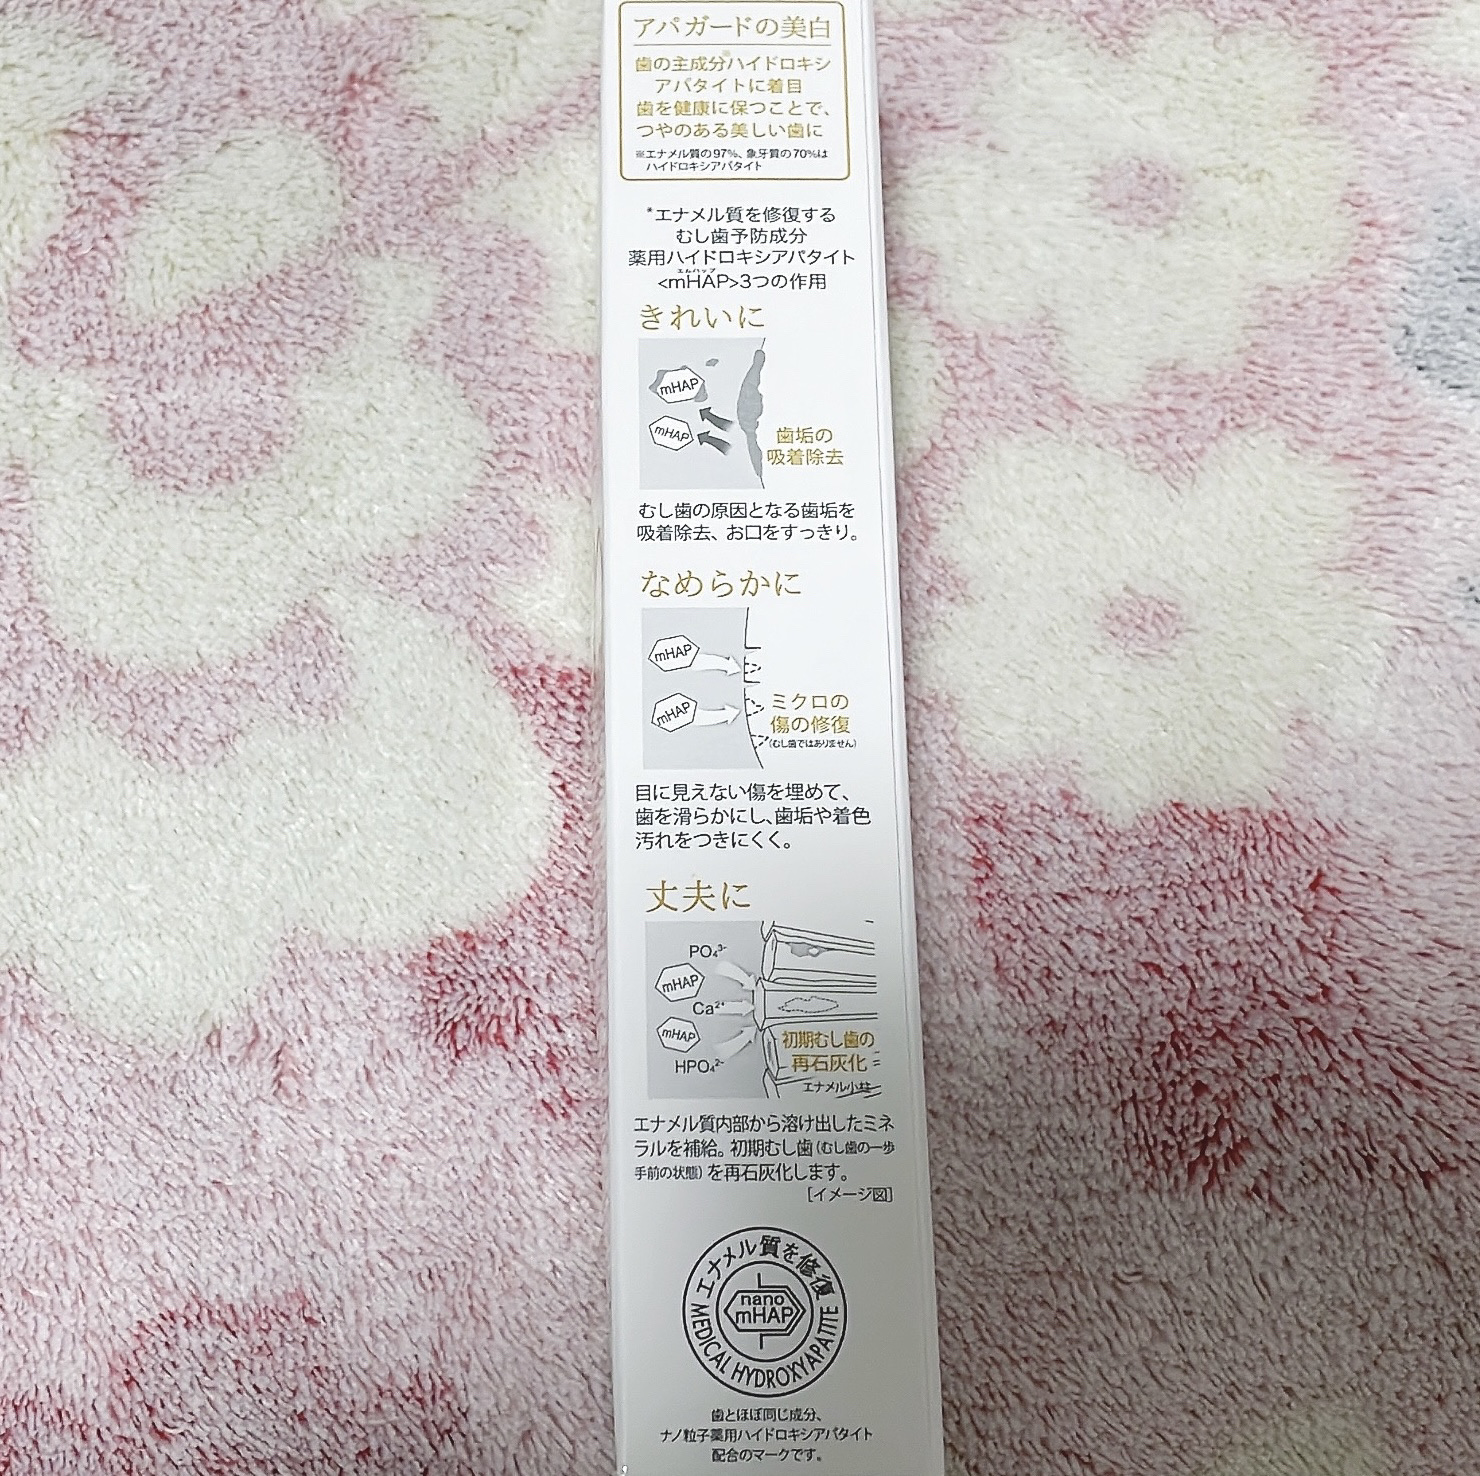 アパガードの美白
歯の主成分※ハイドロキシ
アパタイトに着目
歯を健康に保つことで、
つやのある美しい歯に
※エナメル質の97%、象牙質の70%は
ハイドロキシアパタイト
*エナメル質を修復する
むし歯予防成分
薬用ハイドロキシアパタイト
エムハップ
<mHAP>3つの作用
きれいに
mHAP
mHAP
歯垢の
吸着除去
むし歯の原因となる歯垢を
吸着除去、お口をすっきり。
なめらかに
mHAP
mHAP
ミクロの
傷の修復
(むし歯ではありません)
目に見えない傷を埋めて、
歯を滑らかにし、歯垢や着色
汚れをつきにくく。
丈夫に
PO₄³⁻
mHAP
Ca²⁺
mHAP
HPO₄²⁻
初期むし歯の
再石灰化
エナメル小柱
エナメル質内部から溶け出したミネ
ラルを補給。初期むし歯(むし歯の一歩
手前の状態)を再石灰化します。
[イメージ図]
エナメル質を修復
nano
mHAP
MEDICAL HYDROXYAPATITE
歯とほぼ同じ成分、
ナノ粒子薬用ハイドロキシアパタイト
配合のマークです。